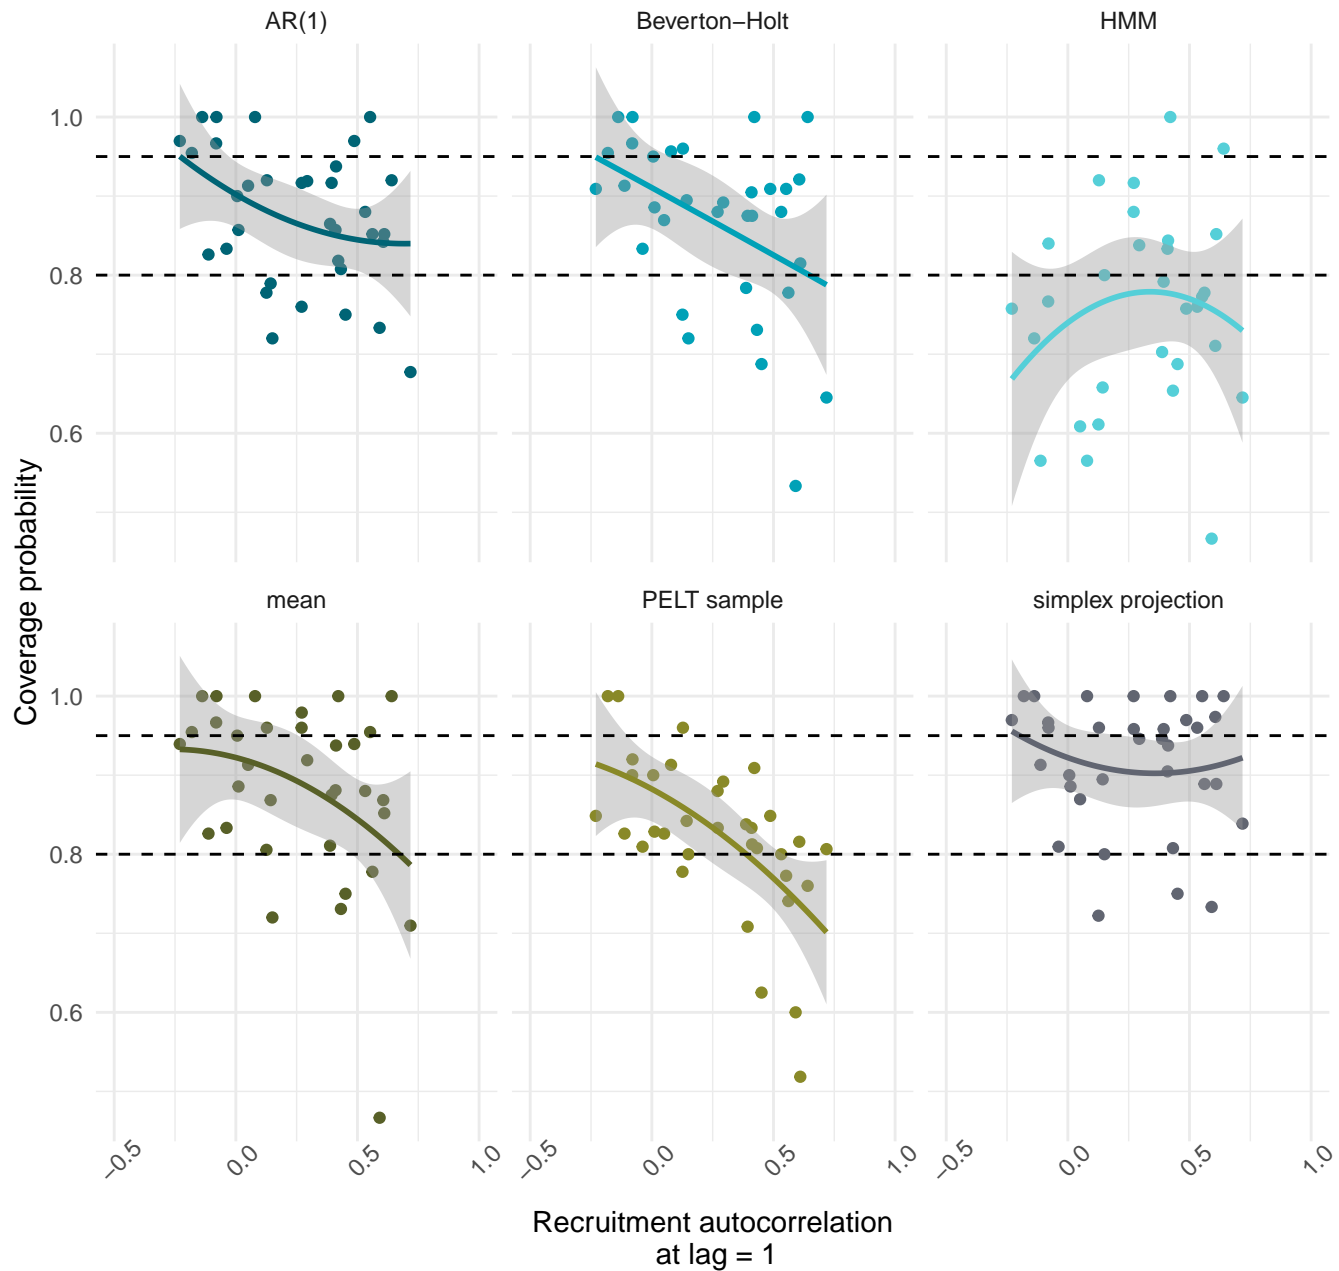 AR(1)
Beverton−Holt
HMM
1.0
0.8
0.6
Coverage probability
mean
PELT sample
simplex projection
1.0
0.8
0.6
−0.5
0.0
0.5
1.0
−0.5
0.0
0.5
1.0
−0.5
0.0
0.5
1.0
Recruitment autocorrelation
at lag = 1